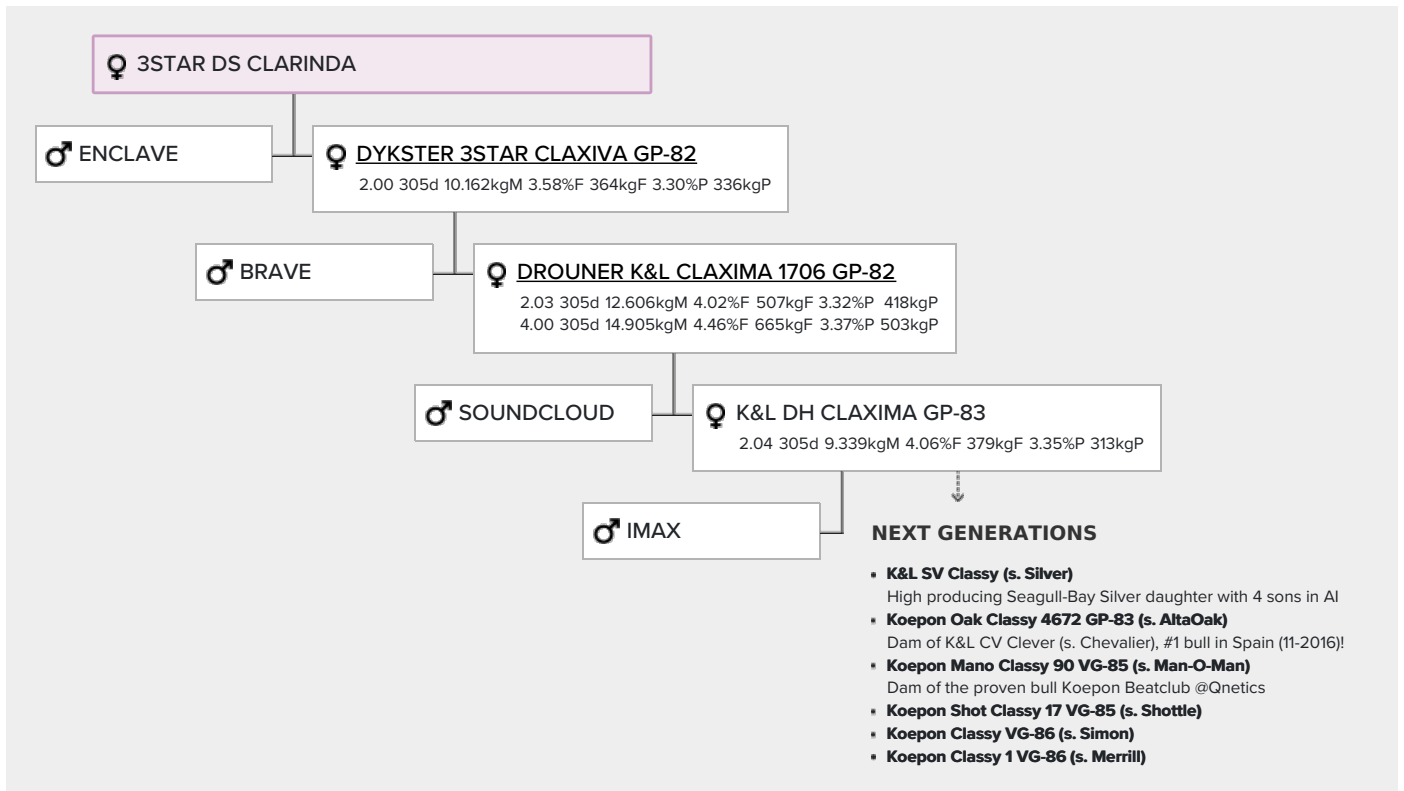 3STAR DS CLARINDA
ENCLAVE
DYKSTER 3STAR CLAXIVA GP-82
2.00 305d 10.162kgM 3.58%F 364kgF 3.30%P 336kgP
BRAVE
DROUNER K&L CLAXIMA 1706 GP-82
2.03 305d 12.606kgM 4.02%F 507kgF 3.32%P 418kgP
4.00 305d 14.905kgM 4.46%F 665kgF 3.37%P 503kgP
SOUNDCLOUD
K&L DH CLAXIMA GP-83
2.04 305d 9.339kgM 4.06%F 379kgF 3.35%P 313kgP
IMAX
NEXT GENERATIONS
K&L SV Classy (s. Silver)
High producing Seagull-Bay Silver daughter with 4 sons in AI
Koepon Oak Classy 4672 GP-83 (s. AltaOak)
Dam of K&L CV Clever (s. Chevalier), #1 bull in Spain (11-2016)!
Koepon Mano Classy 90 VG-85 (s. Man-O-Man)
Dam of the proven bull Koepon Beatclub @Qnetics
Koepon Shot Classy 17 VG-85 (s. Shottle)
Koepon Classy VG-86 (s. Simon)
Koepon Classy 1 VG-86 (s. Merrill)